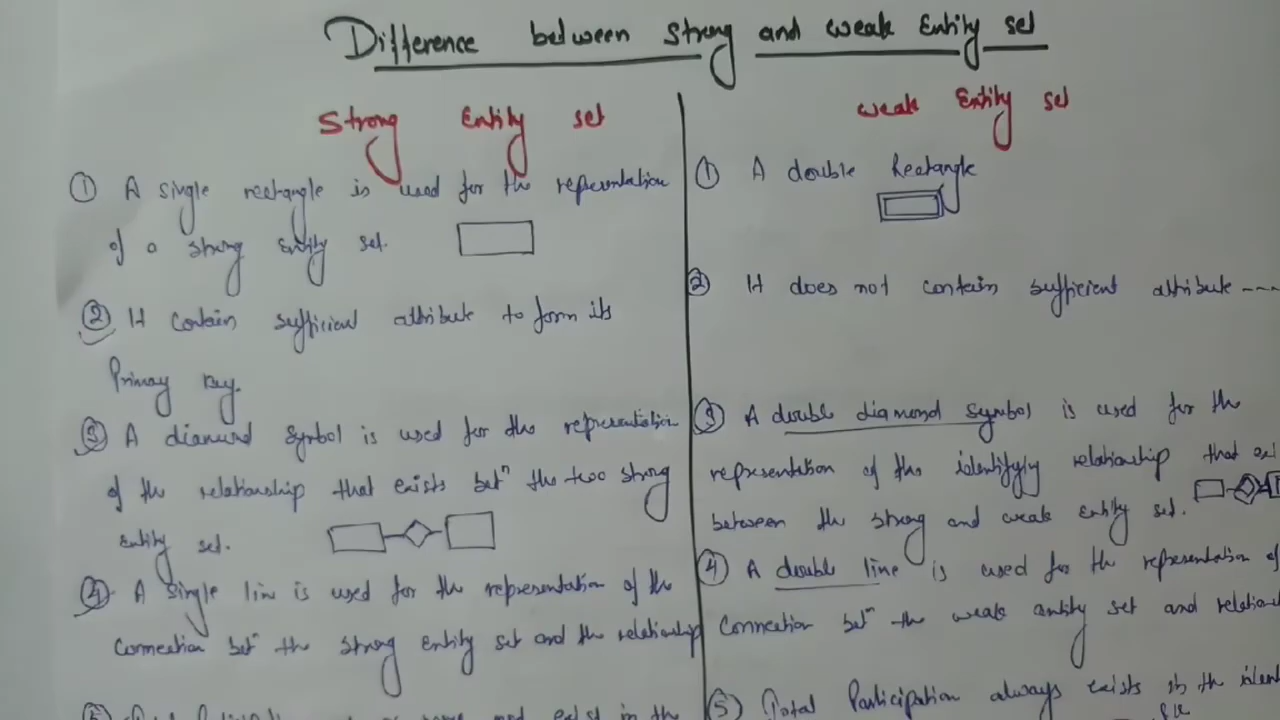 Difference between Strong and weak Entity set
Strong Entity set
① A single rectangle is used for the representation
of a strong Entity set.
② It contain sufficient attribute to form its
Primary key.
③ A diamond symbol is used for the representation
of the relationship that exists betⁿ the two strong
Entity set.
④ A single line is used for the representation of the
Connection betⁿ the strong Entity set and the relationship
exist in the
weak Entity set
① A double Rectangle
② It does not contain sufficient attribute ----
③ A double diamond symbol is used for the
representation of the identifyly relationship that
between the strong and weak Entity set.
④ A double line is used for the representation of
Connection betⁿ the weak entity set and
⑤ Total Participation always exists in the